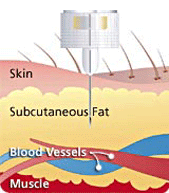 Skin
Subcutaneous Fat
Blood Vessels
Muscle